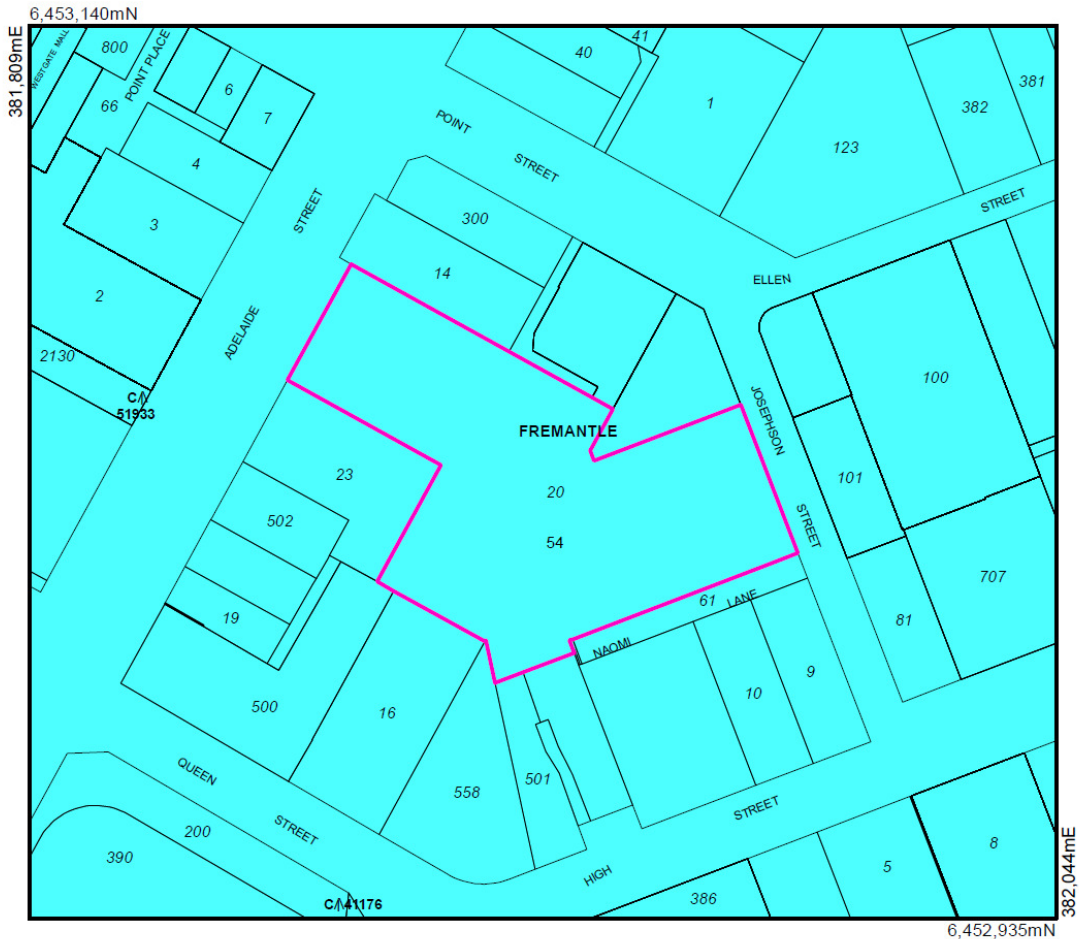 6,453,140mN
381,809mE
WESTGATE MALL
800
POINT PLACE
66
6
7
4
3
2
2130
C/\
51933
ADELAIDE
STREET
POINT
STREET
40
41
1
123
382
381
STREET
ELLEN
300
14
JOSEPHSON
STREET
100
101
FREMANTLE
20
54
23
502
19
500
16
558
501
61
LANE
NAOMI
10
9
81
707
QUEEN
STREET
200
390
C/\41176
HIGH
STREET
386
5
8
382,044mE
6,452,935mN